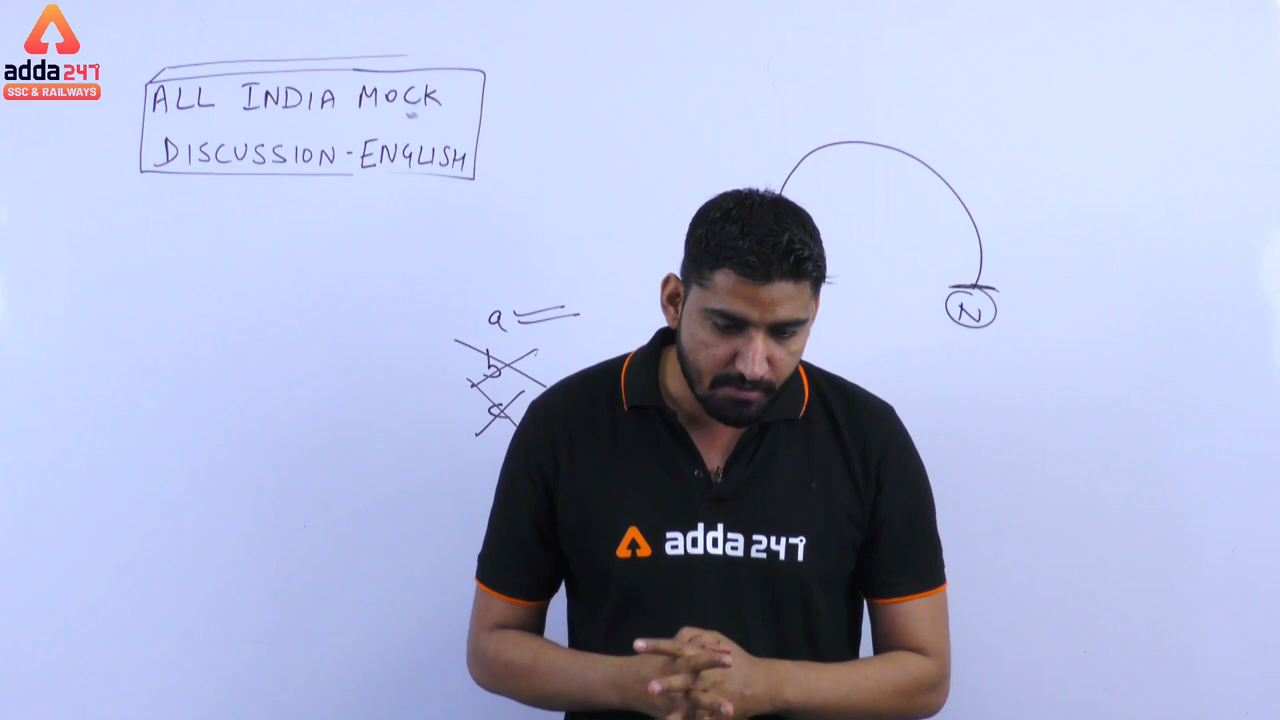 adda 247
SSC & RAILWAYS
ALL INDIA MOCK
DISCUSSION-ENGLISH
a
b
c
N
adda 247